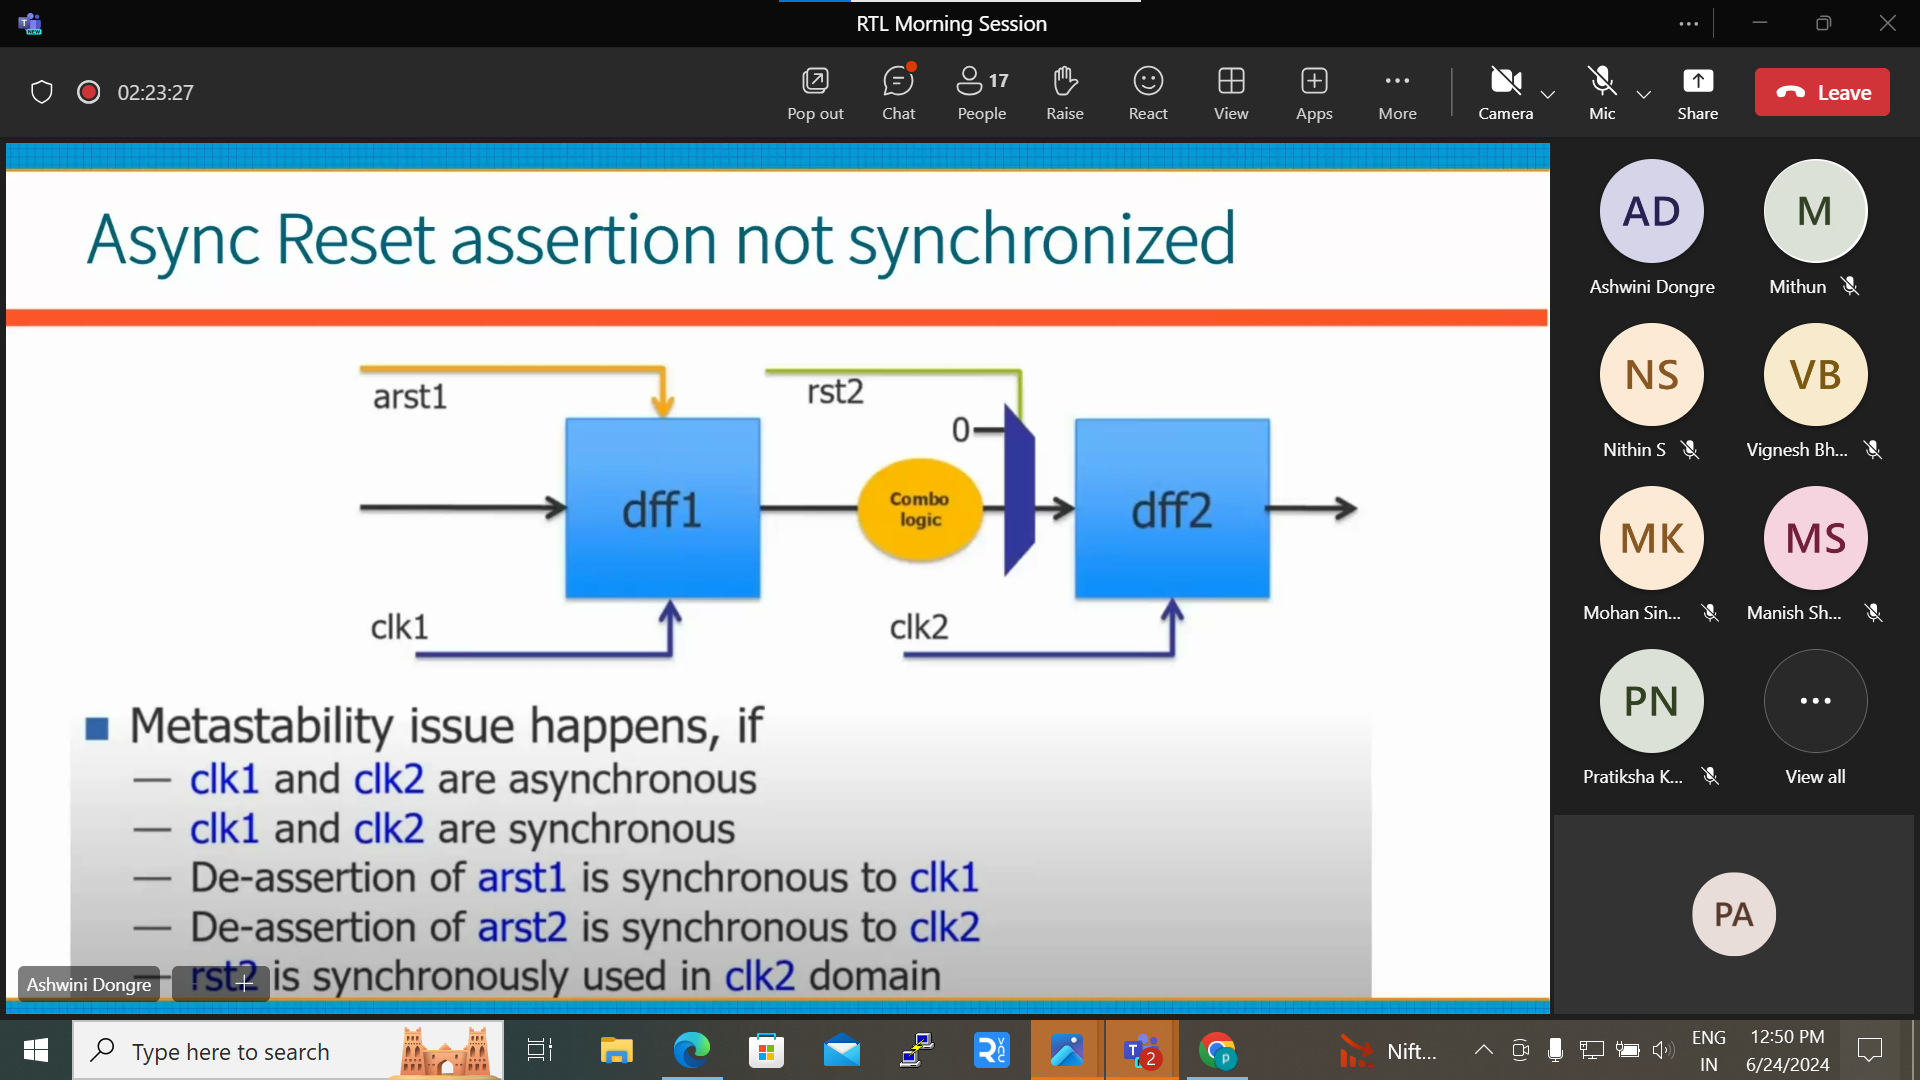 RTL Morning Session
02:23:27
Pop out
Chat
17
People
Raise
React
View
Apps
More
Camera
Mic
Share
Leave
Async Reset assertion not synchronized
arst1
rst2
0
dff1
Combo
logic
dff2
clk1
clk2
Metastability issue happens, if
— clk1 and clk2 are asynchronous
— clk1 and clk2 are synchronous
— De-assertion of arst1 is synchronous to clk1
— De-assertion of arst2 is synchronous to clk2
— rst2 is synchronously used in clk2 domain
Ashwini Dongre
AD
Ashwini Dongre
M
Mithun
NS
Nithin S
VB
Vignesh Bh...
MK
Mohan Sin...
MS
Manish Sh...
PN
Pratiksha K...
View all
PA
Type here to search
2
Nift...
ENG
IN
12:50 PM
6/24/2024